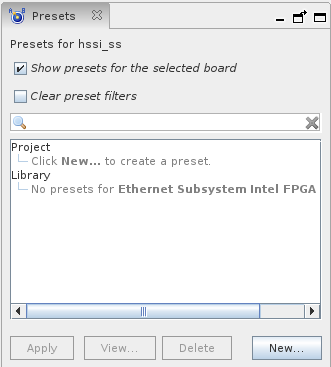 Presets
Presets for hssi_ss
Show presets for the selected board
Clear preset filters
Project
Click New... to create a preset.
Library
No presets for Ethernet Subsystem Intel FPGA
Apply View... Delete New...